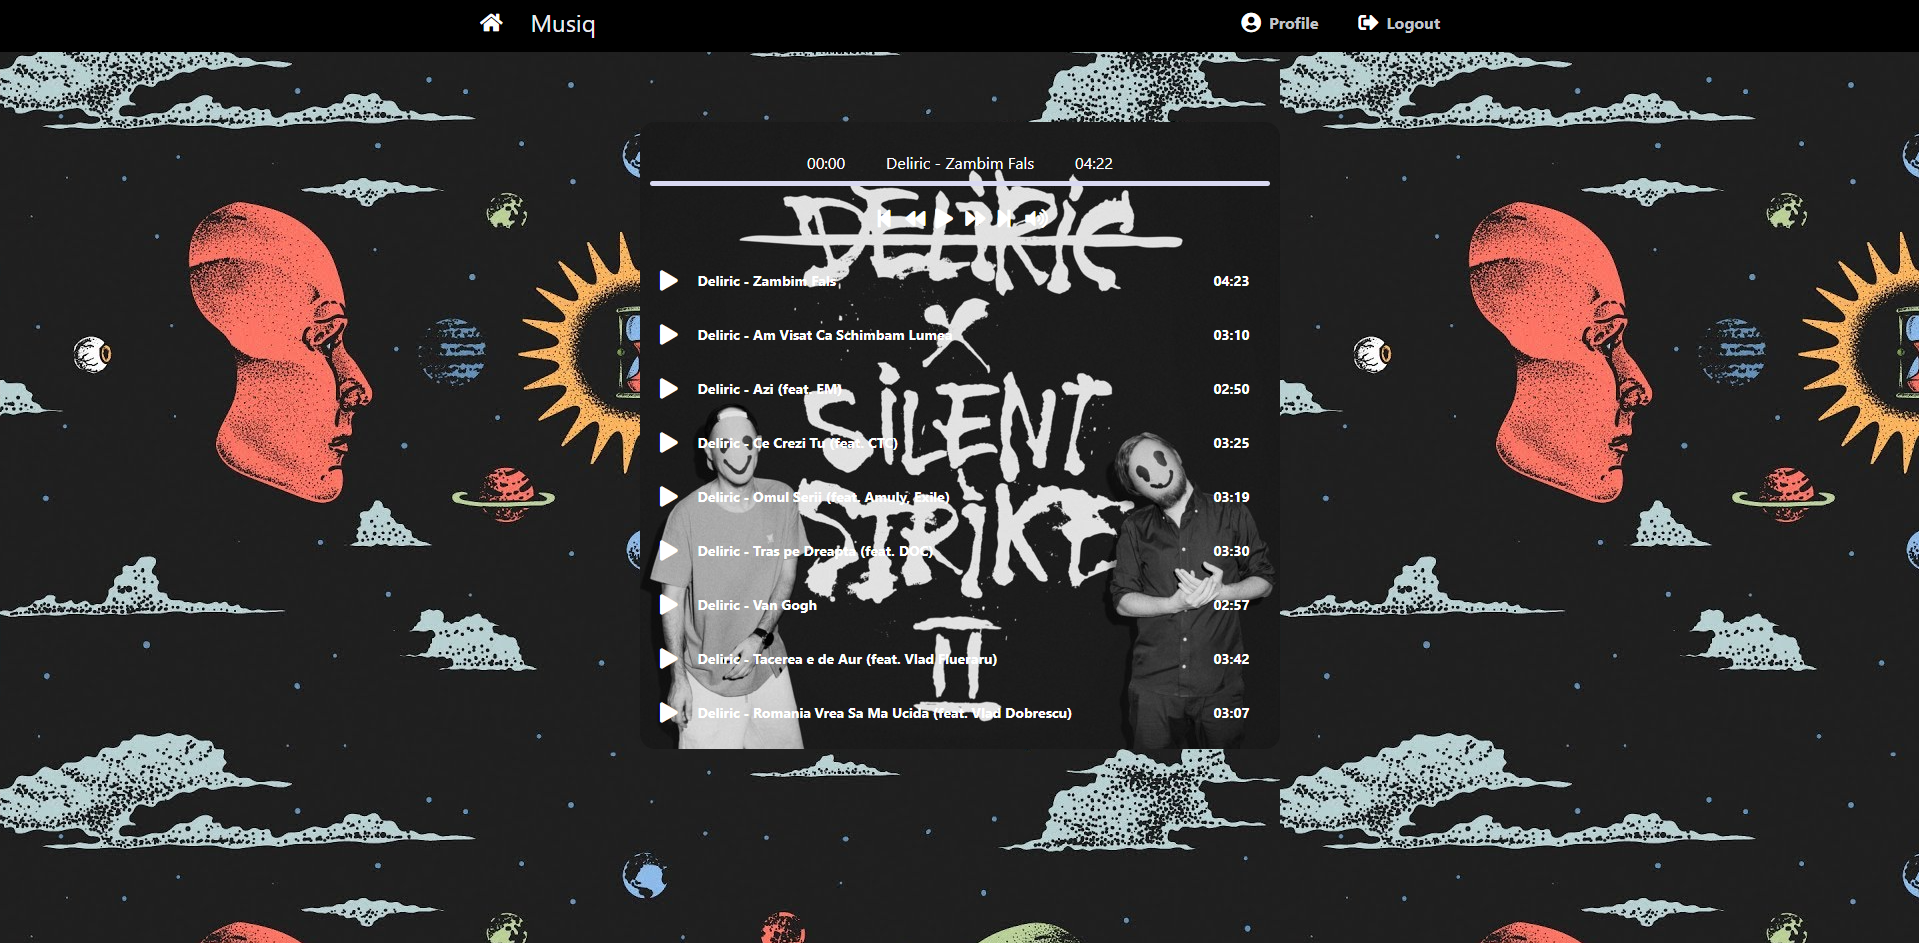 Musiq Profile Logout
00:00 Deliric - Zambim Fals 04:22
DELIRIC
Deliric - Zambim Fals 04:23
X
Deliric - Am Visat Ca Schimbam Lumea 03:10
Deliric - Azi (feat. EM) 02:50
SILENT
Deliric - Ce Crezi Tu (feat. CTC) 03:25
Deliric - Omul Serii (feat. Amuly, Exile) 03:19
STRIKE
Deliric - Tras pe Dreapta (feat. DOC) 03:30
Deliric - Van Gogh 02:57
II
Deliric - Tacerea e de Aur (feat. Vlad Flueraru) 03:42
Deliric - Romania Vrea Sa Ma Ucida (feat. Vlad Dobrescu) 03:07